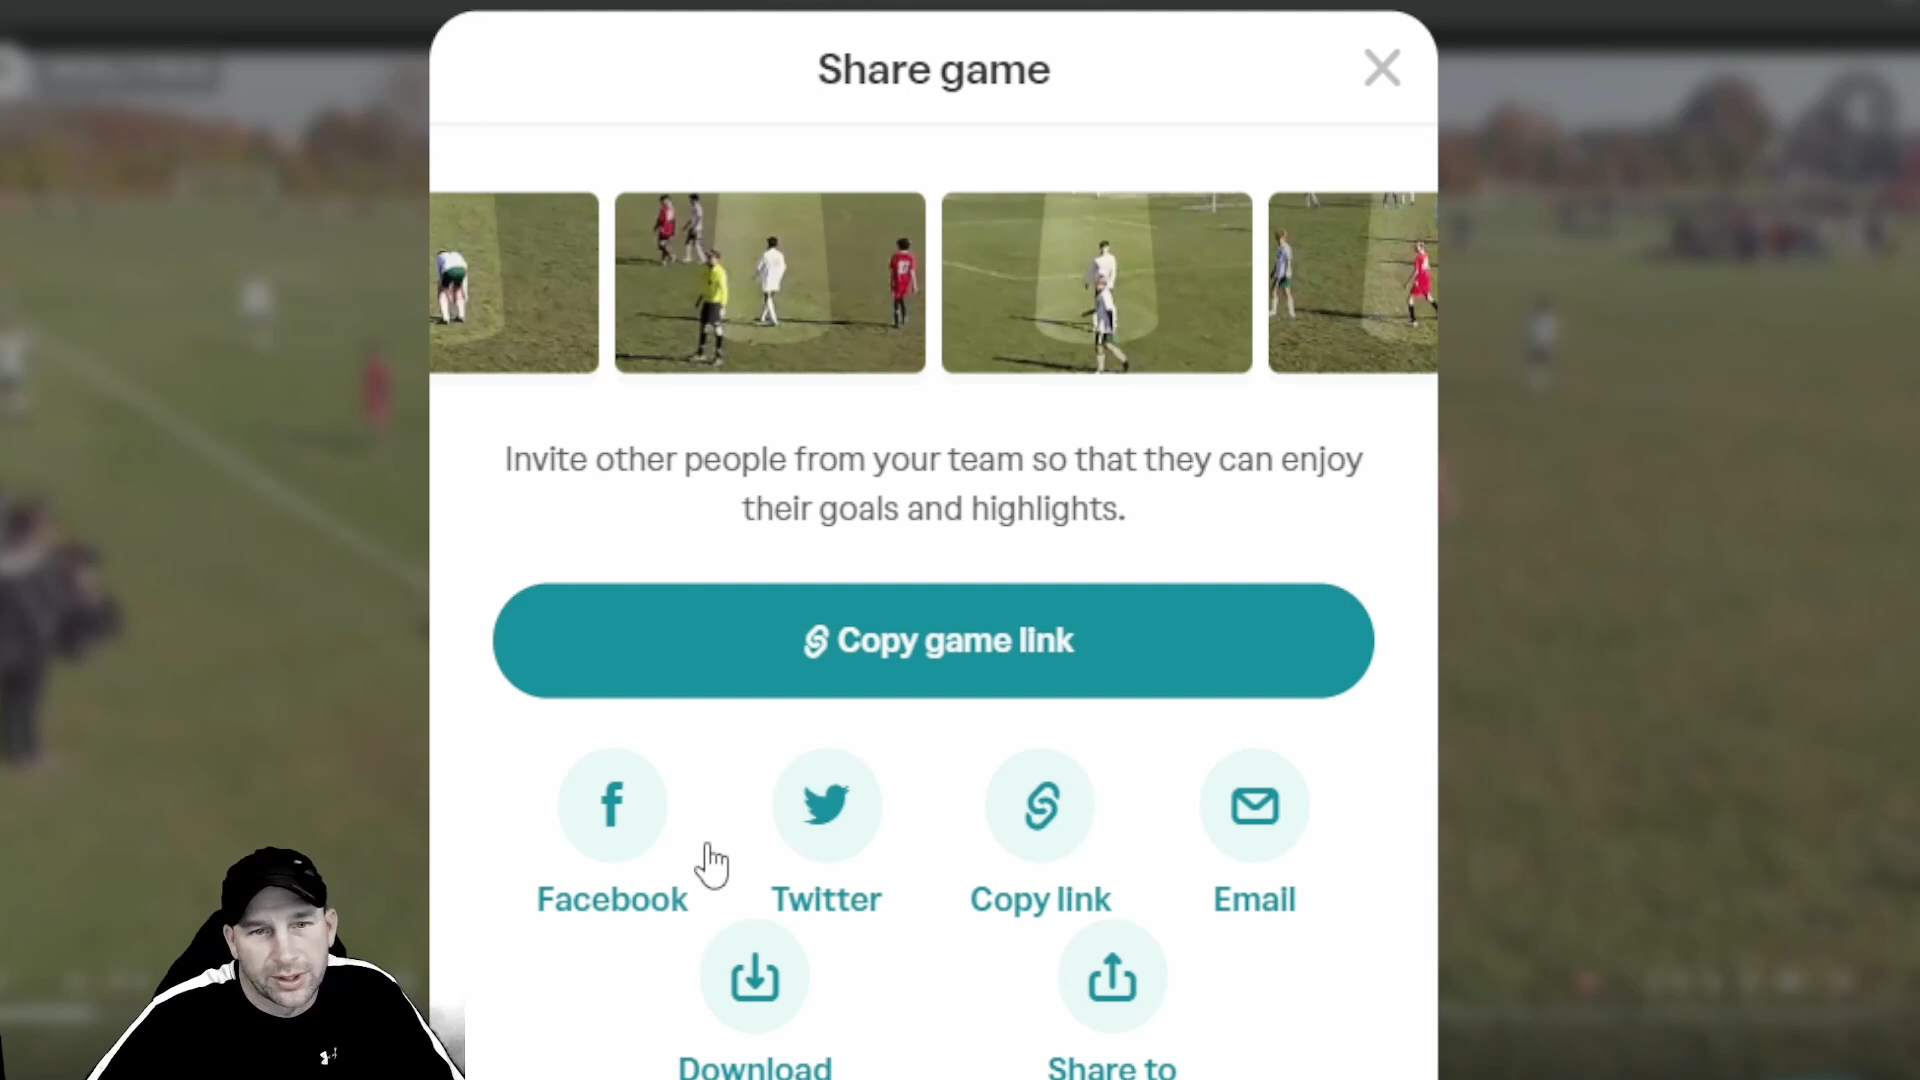 Share game
Invite other people from your team so that they can enjoy
their goals and highlights.
Copy game link
Facebook
Twitter
Copy link
Email
Download
Share to